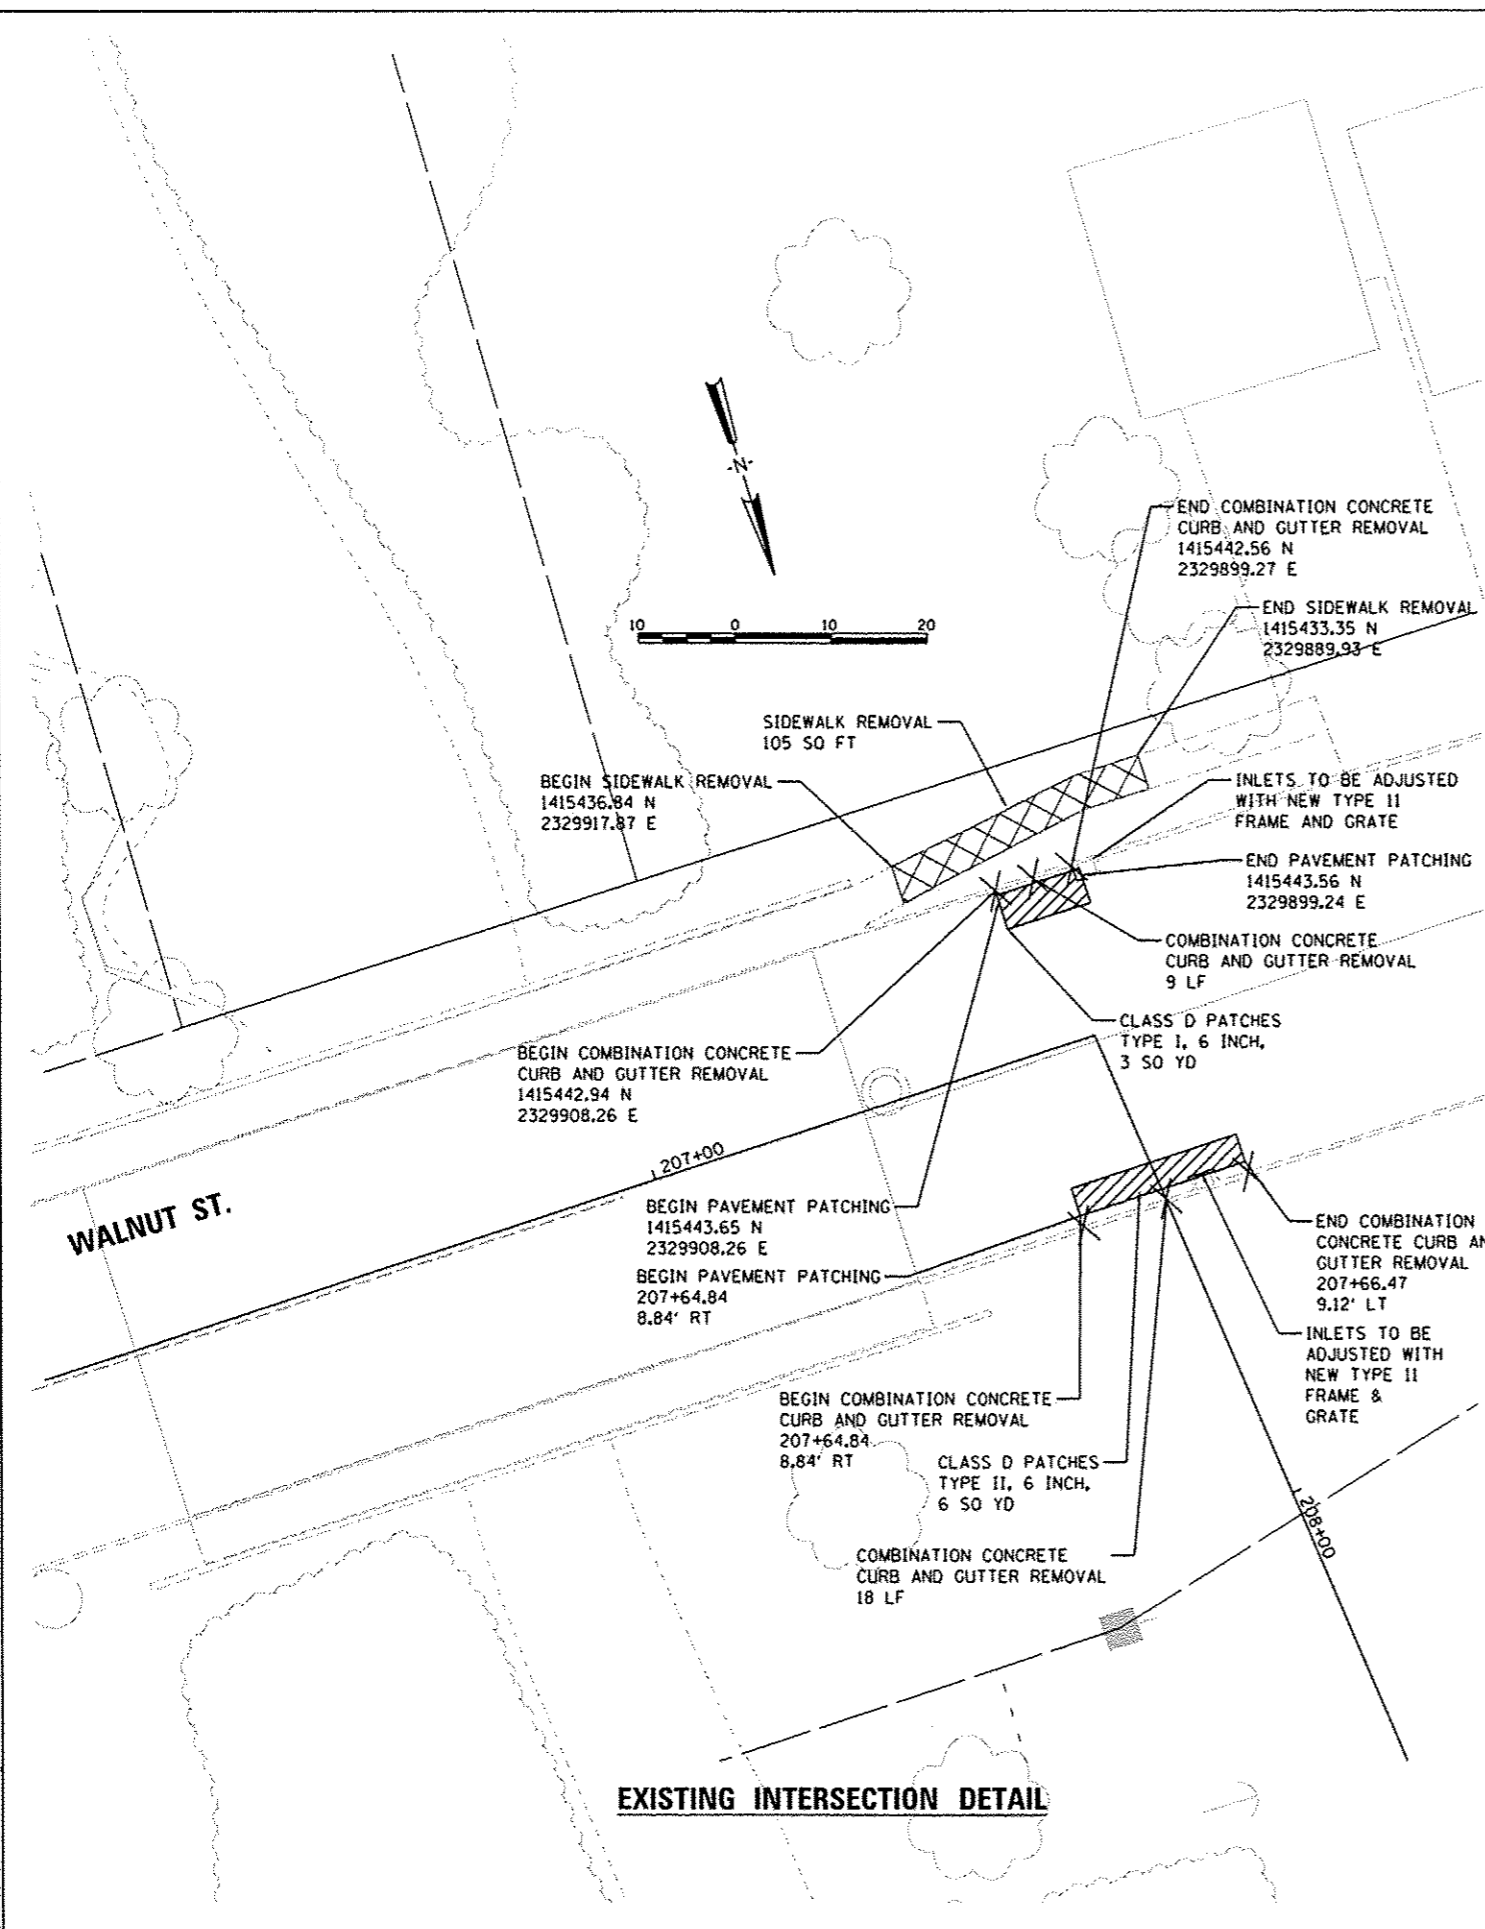 -N-
END COMBINATION CONCRETE
CURB AND GUTTER REMOVAL
1415442.56 N
2329899.27 E
END SIDEWALK REMOVAL
1415433.35 N
2329889.93 E
10 0 10 20
SIDEWALK REMOVAL
105 SQ FT
BEGIN SIDEWALK REMOVAL
1415436.84 N
2329917.87 E
INLETS TO BE ADJUSTED
WITH NEW TYPE 11
FRAME AND GRATE
END PAVEMENT PATCHING
1415443.56 N
2329899.24 E
COMBINATION CONCRETE
CURB AND GUTTER REMOVAL
9 LF
CLASS D PATCHES
TYPE I, 6 INCH,
3 SQ YD
BEGIN COMBINATION CONCRETE
CURB AND GUTTER REMOVAL
1415442.94 N
2329908.26 E
207+00
WALNUT ST.
BEGIN PAVEMENT PATCHING
1415443.65 N
2329908.26 E
BEGIN PAVEMENT PATCHING
207+64.84
8.84' RT
END COMBINATION
CONCRETE CURB AN
GUTTER REMOVAL
207+66.47
9.12' LT
INLETS TO BE
ADJUSTED WITH
NEW TYPE 11
FRAME &
GRATE
BEGIN COMBINATION CONCRETE
CURB AND GUTTER REMOVAL
207+64.84
8.84' RT
CLASS D PATCHES
TYPE II, 6 INCH,
6 SQ YD
208+00
COMBINATION CONCRETE
CURB AND GUTTER REMOVAL
18 LF
EXISTING INTERSECTION DETAIL